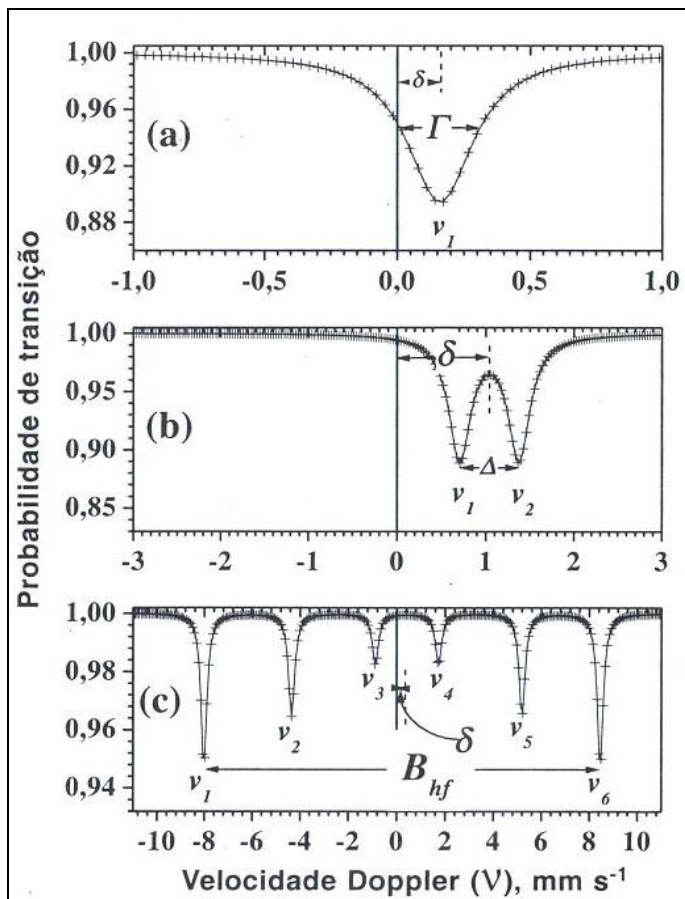 Probabilidade de transição
1,00
0,96
0,92
0,88
(a)
δ
Γ
v1
-1,0 -0,5 0,0 0,5 1,0
1,00
0,95
0,90
0,85
(b)
δ
Δ
v1 v2
-3 -2 -1 0 1 2 3
1,00
0,98
0,96
0,94
(c)
v3 v4
v2 δ v5
v1 Bhf v6
-10 -8 -6 -4 -2 0 2 4 6 8 10
Velocidade Doppler (V), mm s-1